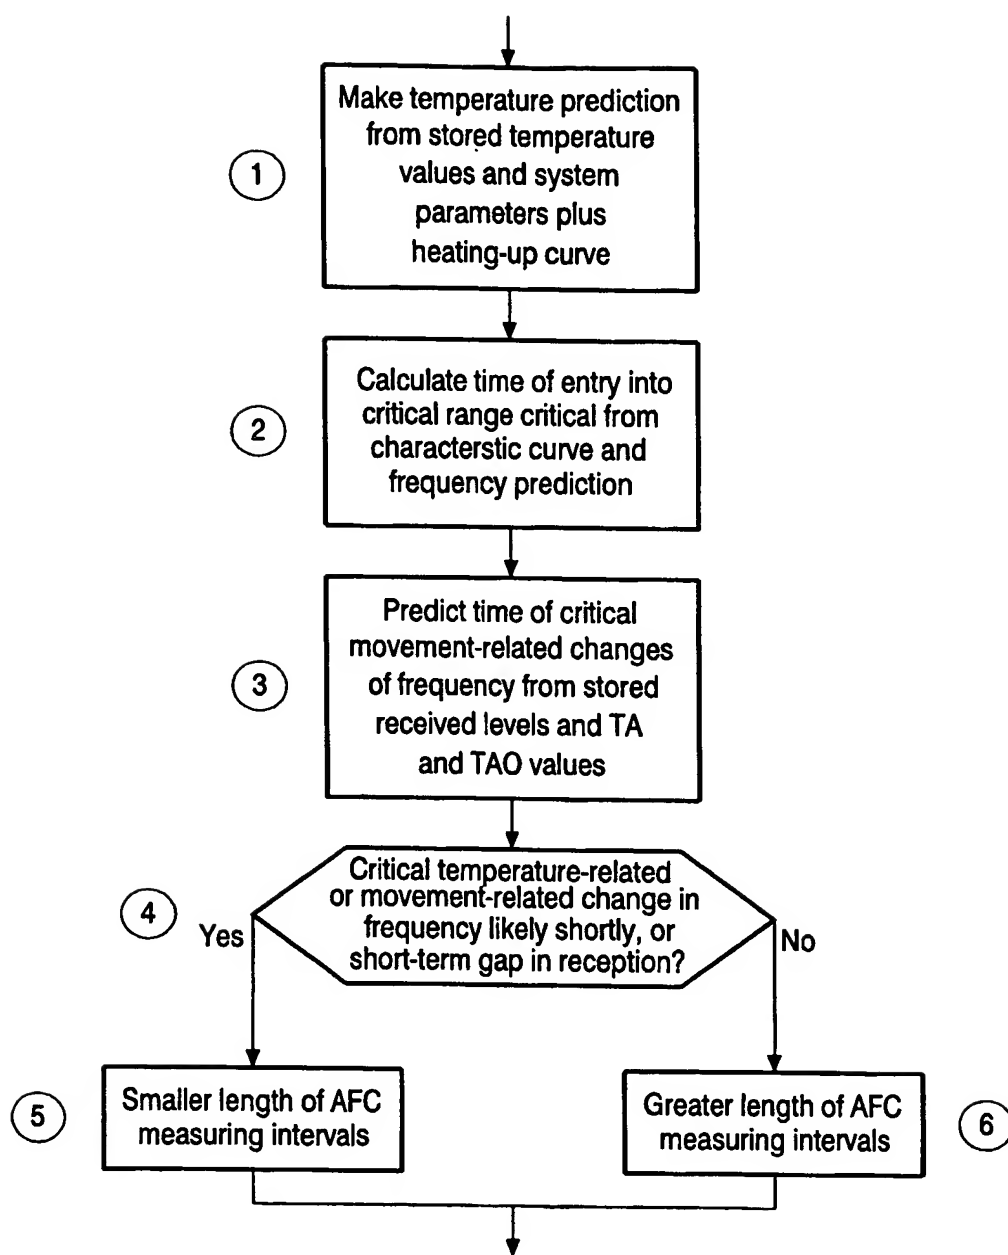 1
Make temperature prediction
from stored temperature
values and system
parameters plus
heating-up curve
2
Calculate time of entry into
critical range critical from
characterstic curve and
frequency prediction
3
Predict time of critical
movement-related changes
of frequency from stored
received levels and TA
and TAO values
4
Critical temperature-related
or movement-related change in
frequency likely shortly, or
short-term gap in reception?
Yes
No
5
Smaller length of AFC
measuring intervals
Greater length of AFC
measuring intervals
6